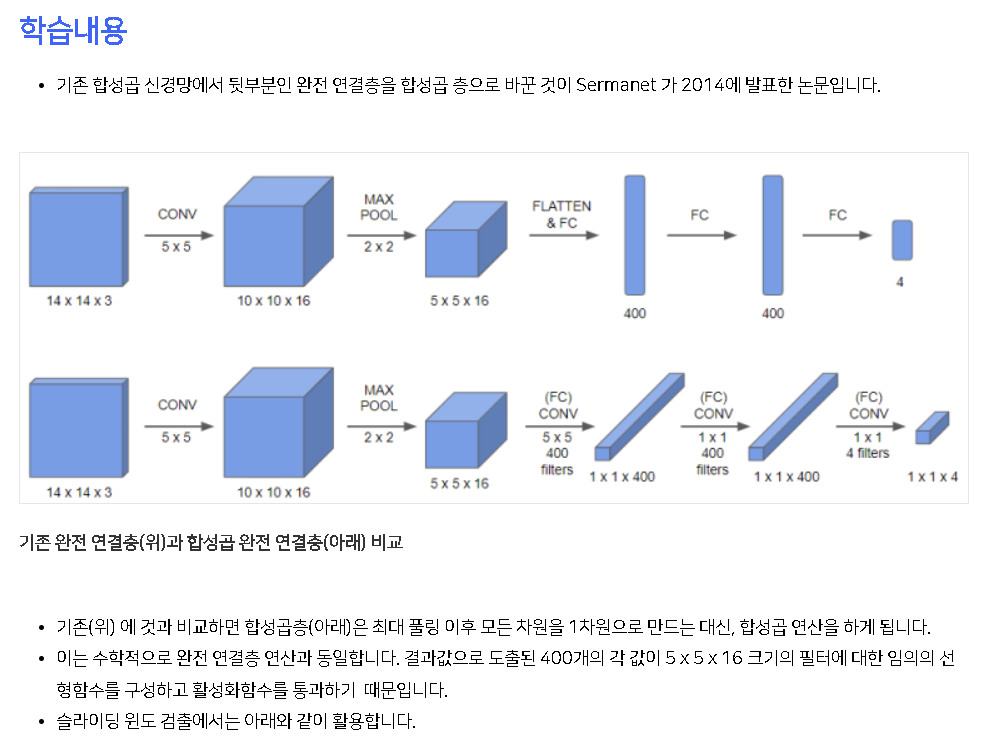 학습내용
• 기존 합성곱 신경망에서 뒷부분인 완전 연결층을 합성곱 층으로 바꾼 것이 Sermanet 가 2014에 발표한 논문입니다.
CONV
5 x 5
MAX
POOL
2 x 2
FLATTEN
& FC
FC
FC
14 x 14 x 3
10 x 10 x 16
5 x 5 x 16
400
400
4
CONV
5 x 5
MAX
POOL
2 x 2
(FC)
CONV
5 x 5
400
filters
(FC)
CONV
1 x 1
400
filters
(FC)
CONV
1 x 1
4 filters
14 x 14 x 3
10 x 10 x 16
5 x 5 x 16
1 x 1 x 400
1 x 1 x 400
1 x 1 x 4
기존 완전 연결층(위)과 합성곱 완전 연결층(아래) 비교
• 기존(위) 에 것과 비교하면 합성곱층(아래)은 최대 풀링 이후 모든 차원을 1차원으로 만드는 대신, 합성곱 연산을 하게 됩니다.
• 이는 수학적으로 완전 연결층 연산과 동일합니다. 결과값으로 도출된 400개의 각 값이 5 x 5 x 16 크기의 필터에 대한 임의의 선
형함수를 구성하고 활성화함수를 통과하기 때문입니다.
• 슬라이딩 윈도 검출에서는 아래와 같이 활용합니다.